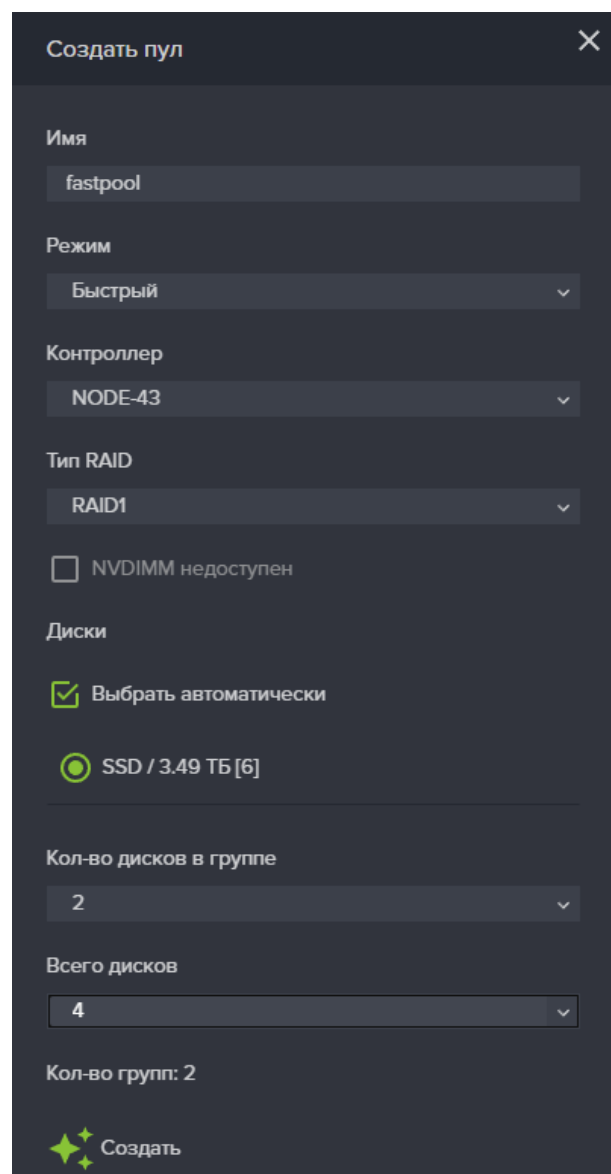 Создать пул
Имя
fastpool
Режим
Быстрый
Контроллер
NODE-43
Тип RAID
RAID1
NVDIMM недоступен
Диски
Выбрать автоматически
SSD / 3.49 ТБ [6]
Кол-во дисков в группе
2
Всего дисков
4
Кол-во групп: 2
Создать